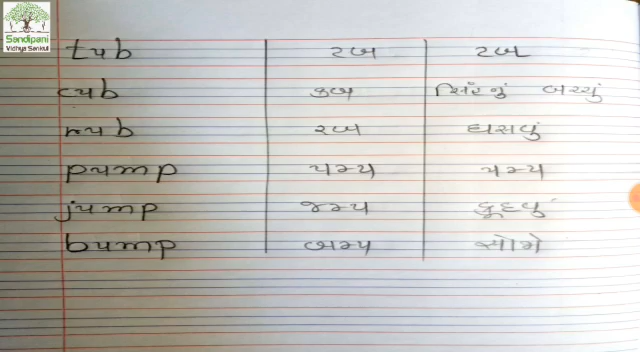 Sandipani
Vidhya Sankul
tub ટબ ટબ
cub કબ સિંહનું બચ્ચું
rub રબ ઘસવું
pump પમ્પ પમ્પ
jump જમ્પ કૂદવું
bump બમ્પ